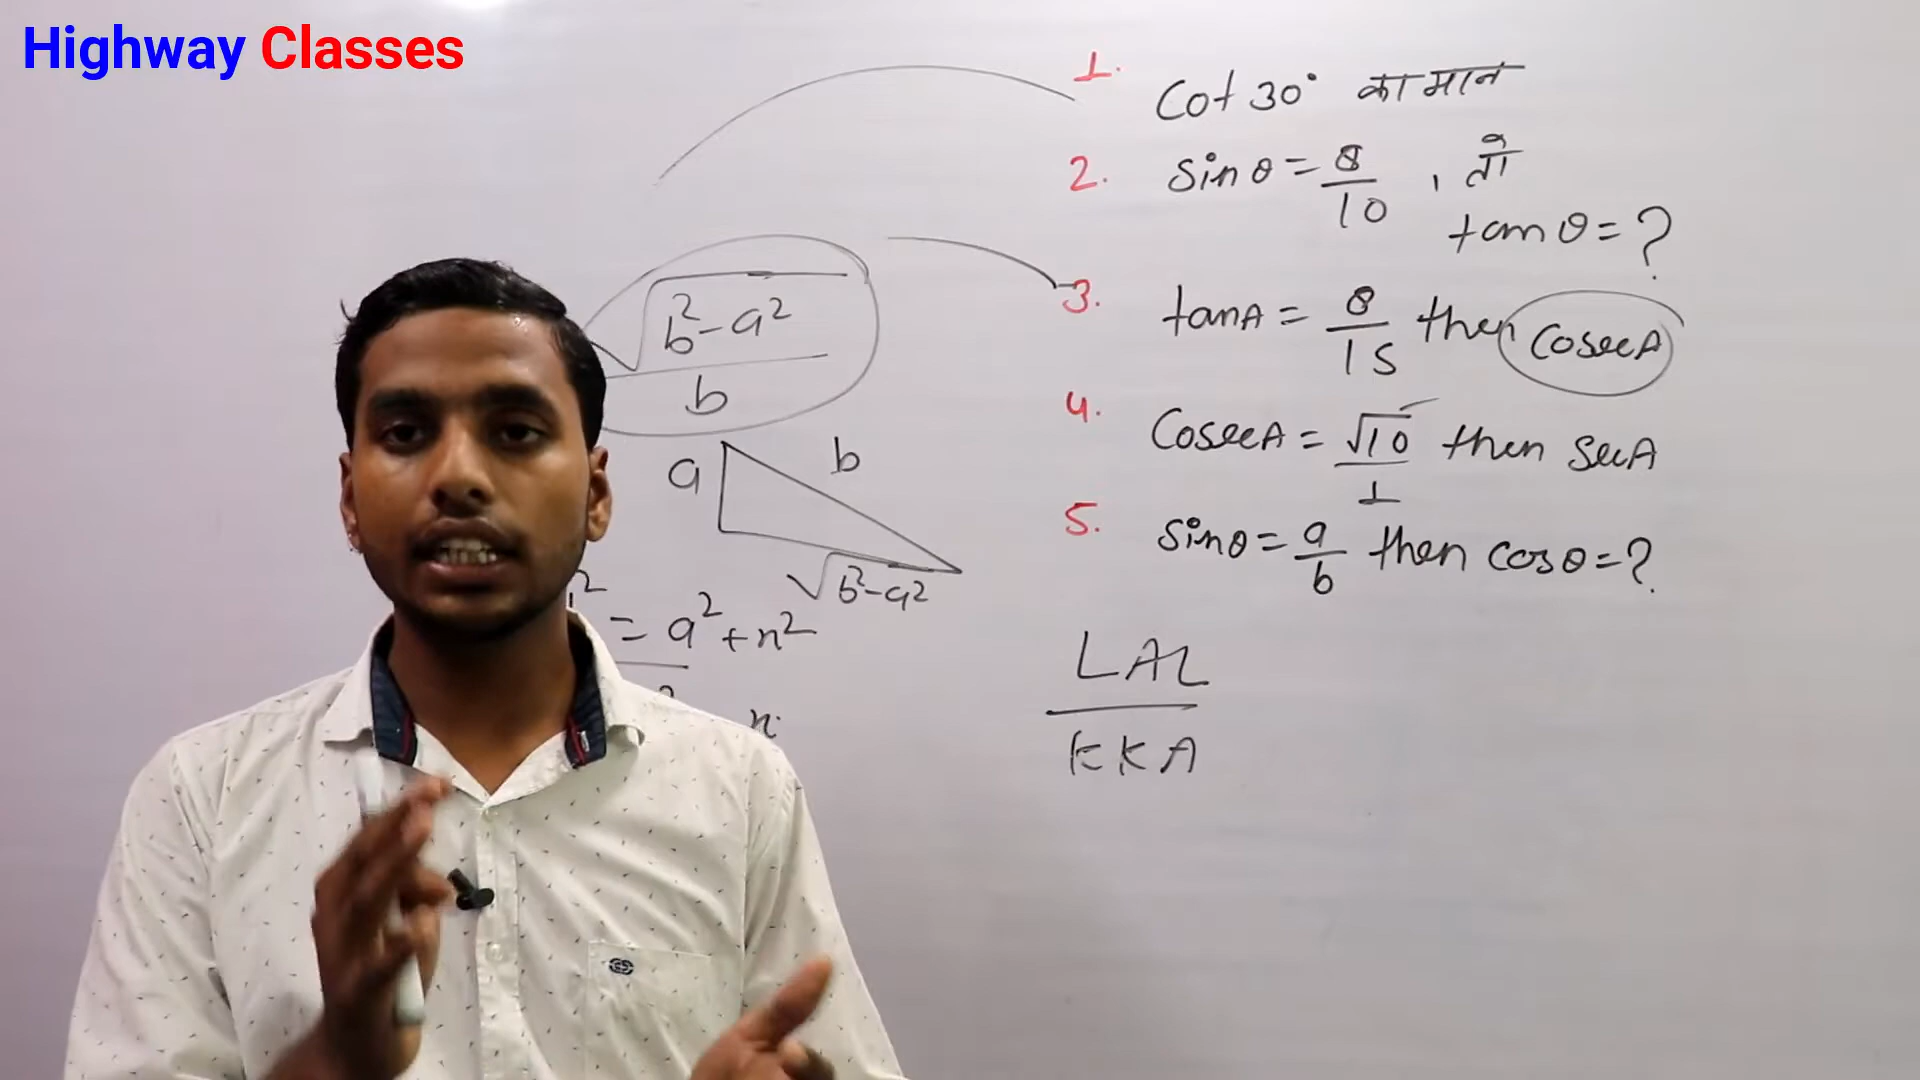 Highway Classes
1. Cot 30° का मान
2. sinθ = 8/10 , तो
tanθ = ?
3. tanA = 8/15 then CosecA
4. CosecA = √10/1 then secA
5. sinθ = a/b then cosθ = ?
√b²-a²
b
a b
√b²-a²
= a² + n²
LAL
KKA